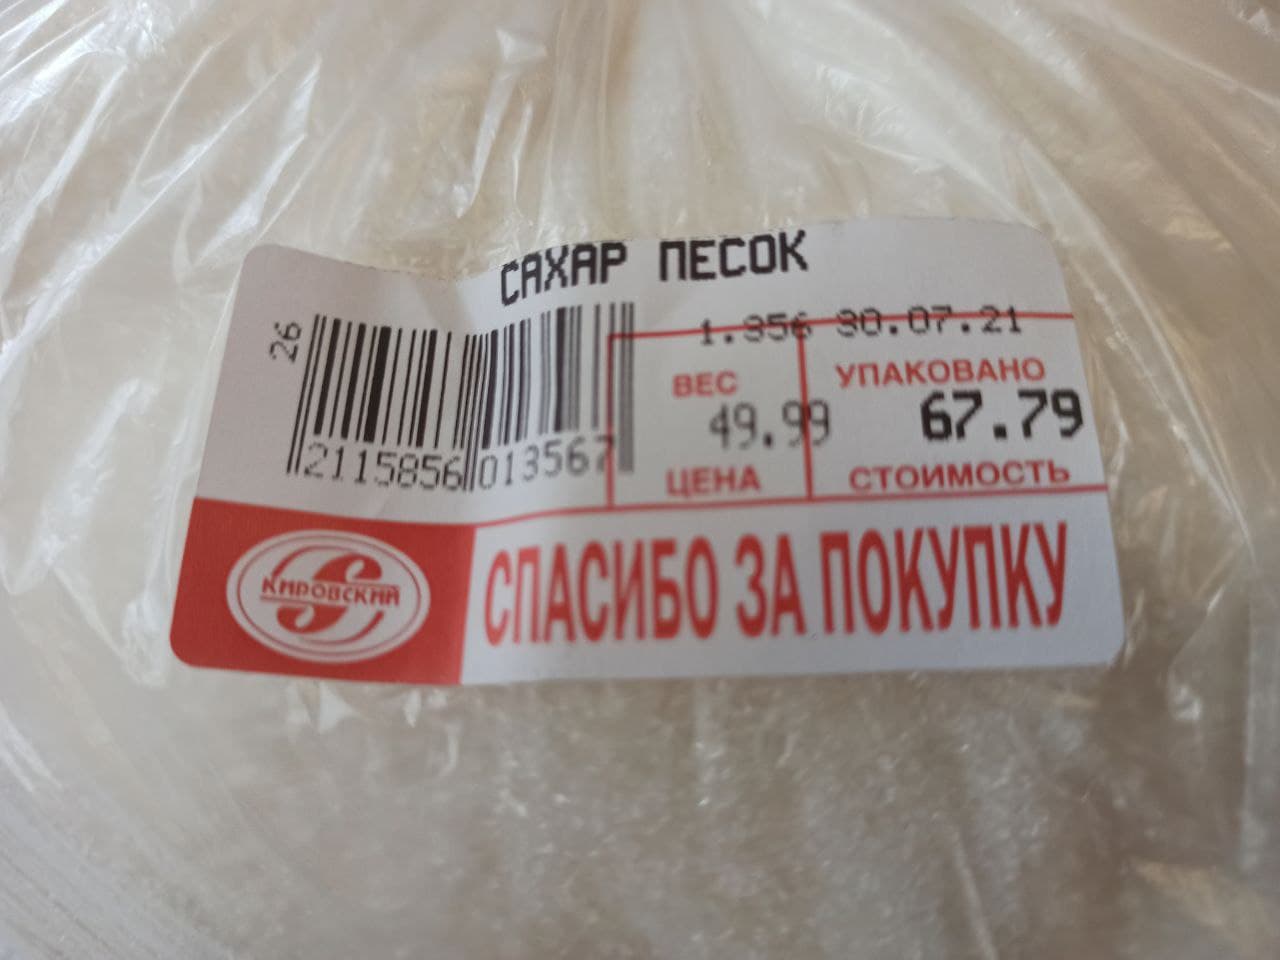 САХАР ПЕСОК
26
1.356 30.07.21
ВЕС УПАКОВАНО
49.99 67.79
ЦЕНА СТОИМОСТЬ
2115856 013567
КИРОВСКИЙ
СПАСИБО ЗА ПОКУПКУ